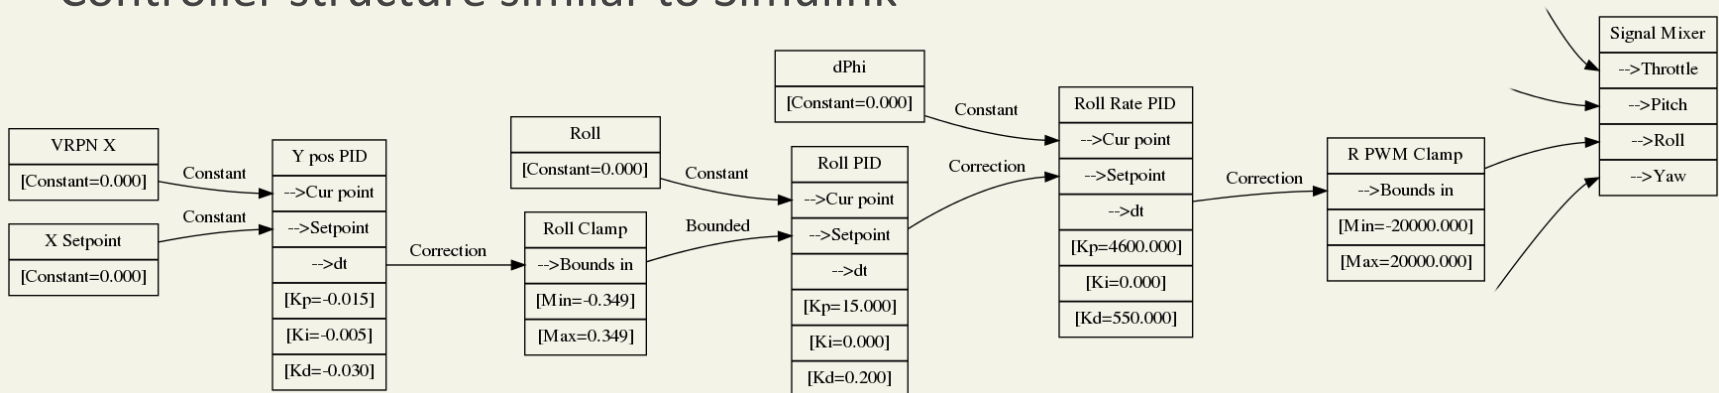 Controller structure similar to Simulink
VRPN X
[Constant=0.000]
X Setpoint
[Constant=0.000]
Constant
Constant
Y pos PID
-->Cur point
-->Setpoint
-->dt
[Kp=-0.015]
[Ki=-0.005]
[Kd=-0.030]
Correction
Roll
[Constant=0.000]
Roll Clamp
-->Bounds in
[Min=-0.349]
[Max=0.349]
Constant
Bounded
dPhi
[Constant=0.000]
Roll PID
-->Cur point
-->Setpoint
-->dt
[Kp=15.000]
[Ki=0.000]
[Kd=0.200]
Constant
Correction
Roll Rate PID
-->Cur point
-->Setpoint
-->dt
[Kp=4600.000]
[Ki=0.000]
[Kd=550.000]
Correction
R PWM Clamp
-->Bounds in
[Min=-20000.000]
[Max=20000.000]
Signal Mixer
-->Throttle
-->Pitch
-->Roll
-->Yaw